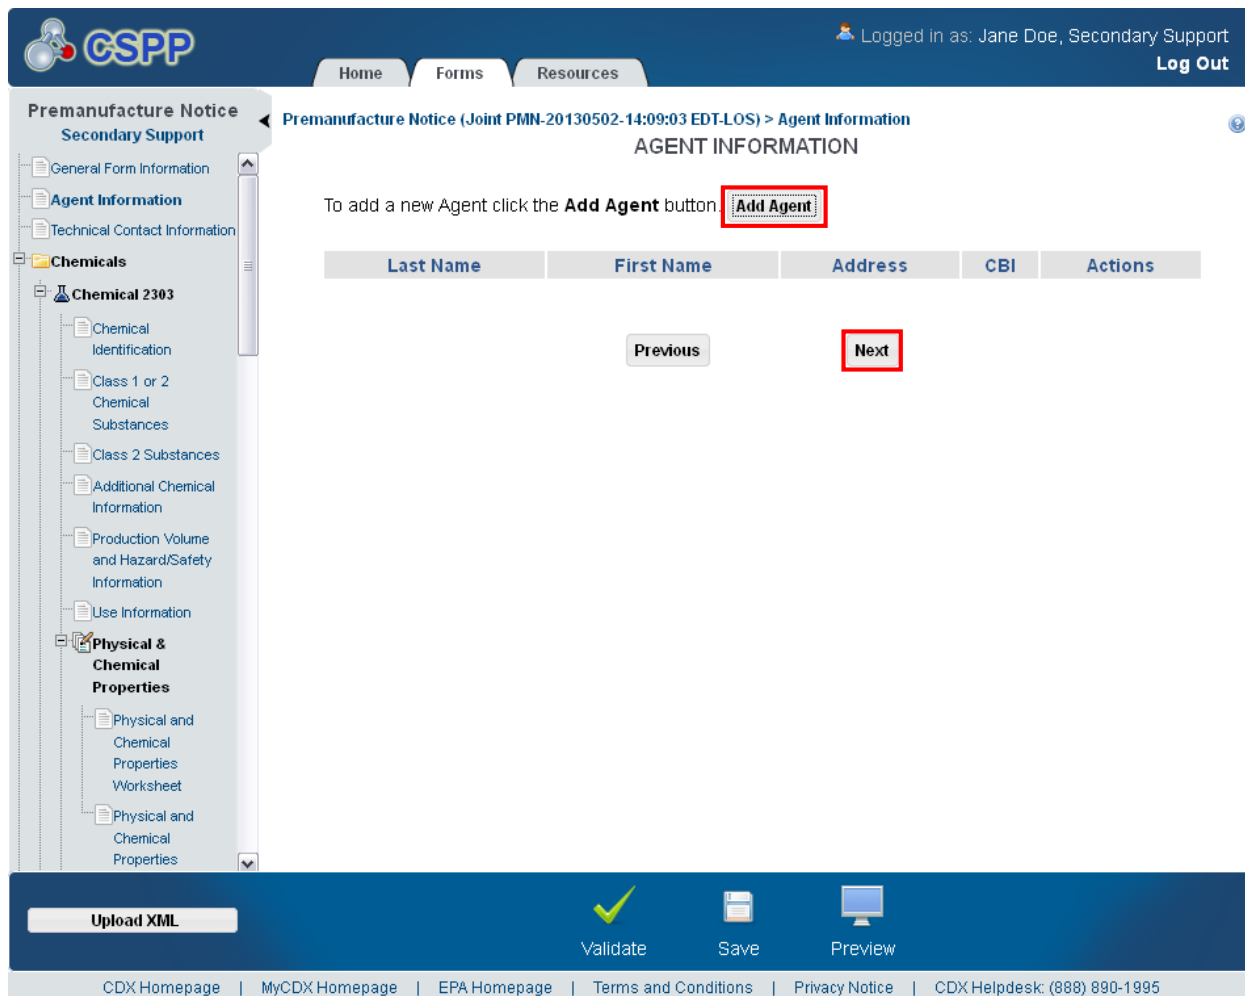 CSPP
Logged in as: Jane Doe, Secondary Support
Log Out
Home
Forms
Resources
Premanufacture Notice
Secondary Support
General Form Information
Agent Information
Technical Contact Information
Chemicals
Chemical 2303
Chemical
Identification
Class 1 or 2
Chemical
Substances
Class 2 Substances
Additional Chemical
Information
Production Volume
and Hazard/Safety
Information
Use Information
Physical &
Chemical
Properties
Physical and
Chemical
Properties
Worksheet
Physical and
Chemical
Properties
Premanufacture Notice (Joint PMN-20130502-14:09:03 EDT-LOS) > Agent Information
AGENT INFORMATION
To add a new Agent click the Add Agent button. Add Agent
Last Name First Name Address CBI Actions
Previous Next
Upload XML
Validate Save Preview
CDX Homepage | MyCDX Homepage | EPA Homepage | Terms and Conditions | Privacy Notice | CDX Helpdesk: (888) 890-1995